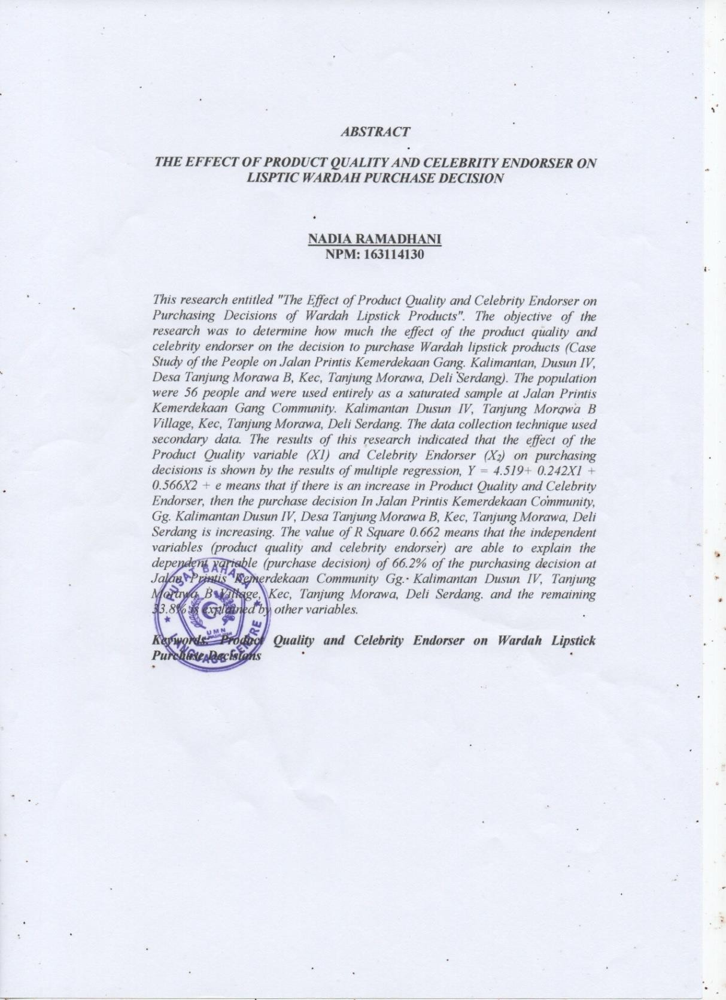 ABSTRACT
THE EFFECT OF PRODUCT QUALITY AND CELEBRITY ENDORSER ON
LISPTIC WARDAH PURCHASE DECISION
NADIA RAMADHANI
NPM: 163114130
This research entitled "The Effect of Product Quality and Celebrity Endorser on
Purchasing Decisions of Wardah Lipstick Products". The objective of the
research was to determine how much the effect of the product quality and
celebrity endorser on the decision to purchase Wardah lipstick products (Case
Study of the People on Jalan Printis Kemerdekaan Gang. Kalimantan, Dusun IV,
Desa Tanjung Morawa B, Kec, Tanjung Morawa, Deli Serdang). The population
were 56 people and were used entirely as a saturated sample at Jalan Printis
Kemerdekaan Gang Community. Kalimantan Dusun IV, Tanjung Morawa B
Village, Kec, Tanjung Morawa, Deli Serdang. The data collection technique used
secondary data. The results of this research indicated that the effect of the
Product Quality variable (X1) and Celebrity Endorser (X₂) on purchasing
decisions is shown by the results of multiple regression, Y = 4.519+ 0.242X1 +
0.566X2 + e means that if there is an increase in Product Quality and Celebrity
Endorser, then the purchase decision In Jalan Printis Kemerdekaan Community,
Gg. Kalimantan Dusun IV, Desa Tanjung Morawa B, Kec, Tanjung Morawa, Deli
Serdang is increasing. The value of R Square 0.662 means that the independent
variables (product quality and celebrity endorser) are able to explain the
dependent variable (purchase decision) of 66.2% of the purchasing decision at
Jalan Printis Kemerdekaan Community Gg. Kalimantan Dusun IV, Tanjung
Morawa B Village, Kec, Tanjung Morawa, Deli Serdang. and the remaining
33.8% is explained by other variables.
Keywords: Product Quality and Celebrity Endorser on Wardah Lipstick
Purchase Decisions
PUSAT BAHASA
UMN
LANGUAGE CENTRE